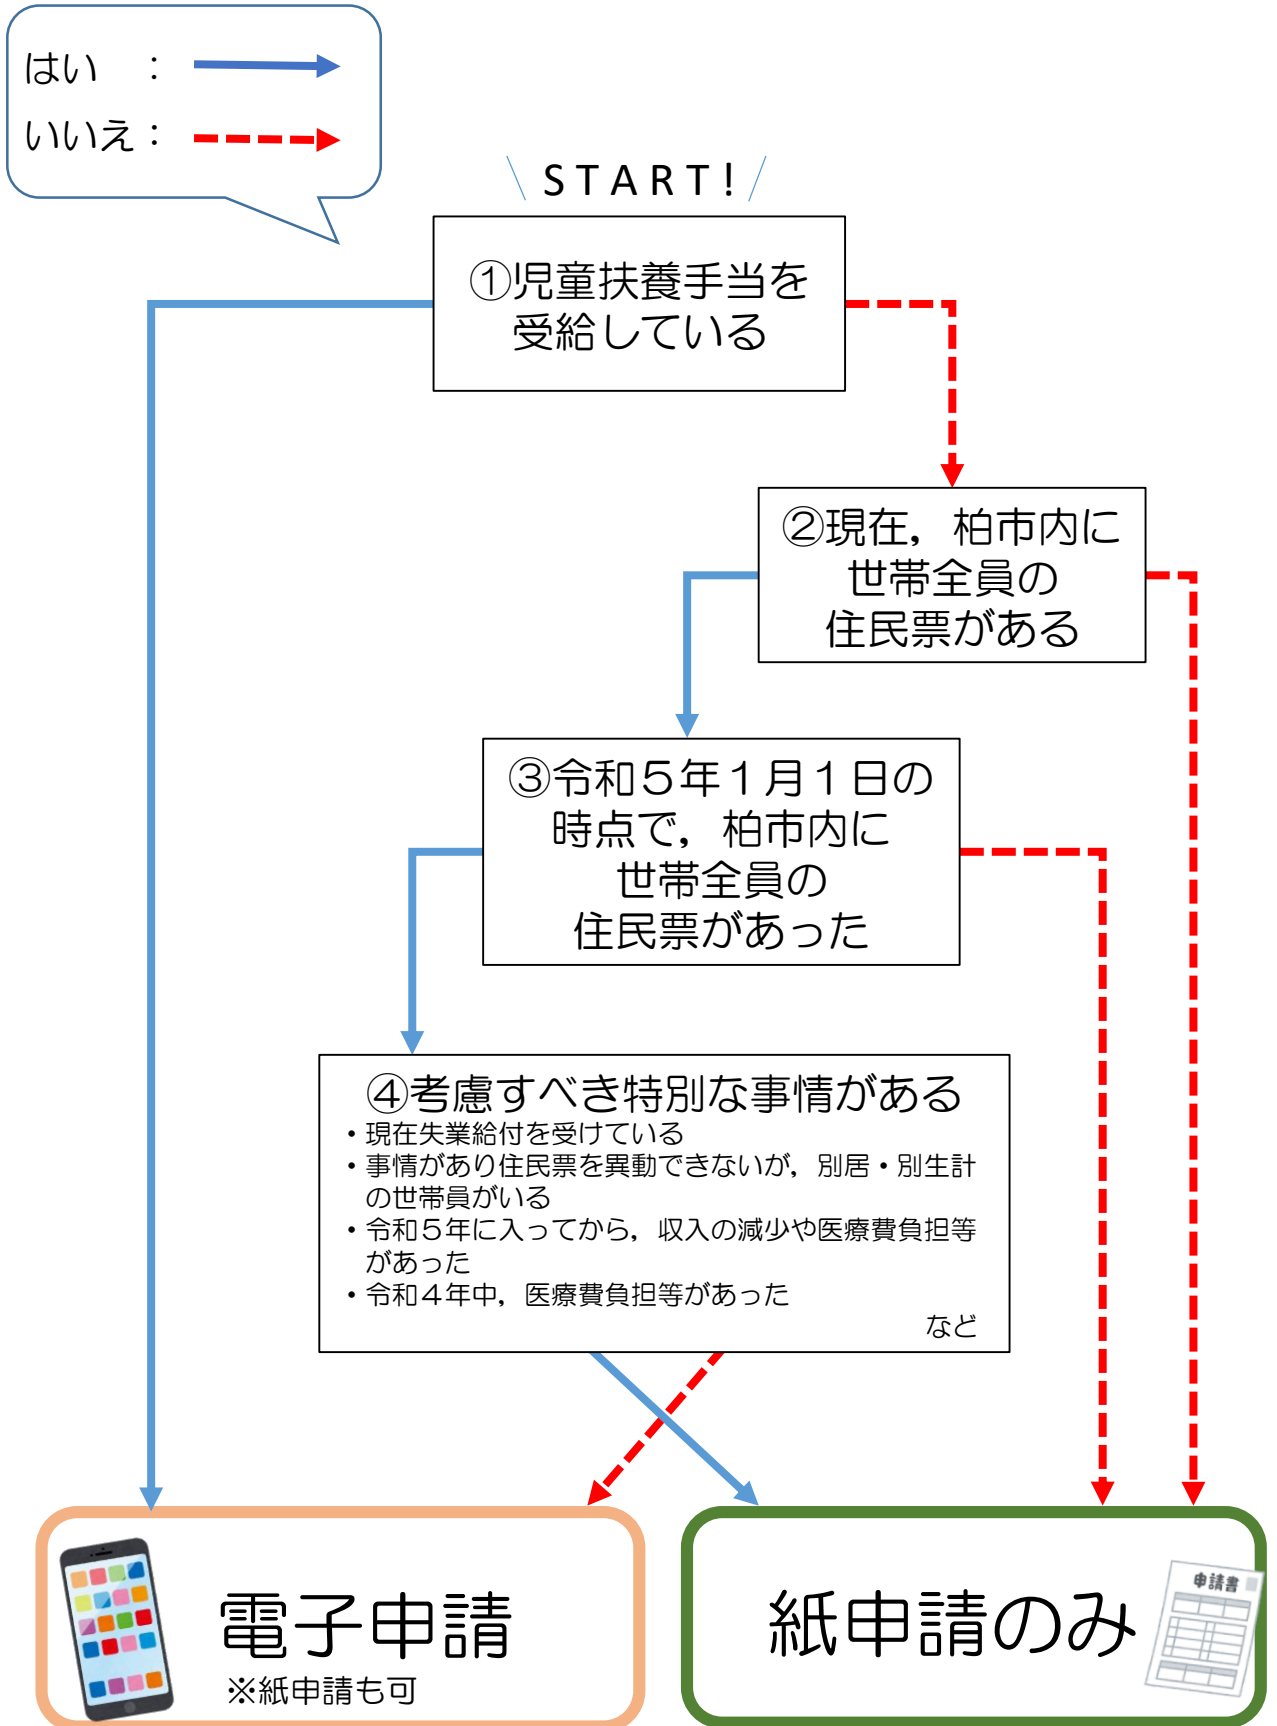 はい ：
いいえ：
START!
①児童扶養手当を
受給している
②現在，柏市内に
世帯全員の
住民票がある
③令和５年１月１日の
時点で，柏市内に
世帯全員の
住民票があった
④考慮すべき特別な事情がある
・現在失業給付を受けている
・事情があり住民票を異動できないが，別居・別生計
の世帯員がいる
・令和５年に入ってから，収入の減少や医療費負担等
があった
・令和４年中，医療費負担等があった
など
電子申請
※紙申請も可
紙申請のみ
申請書